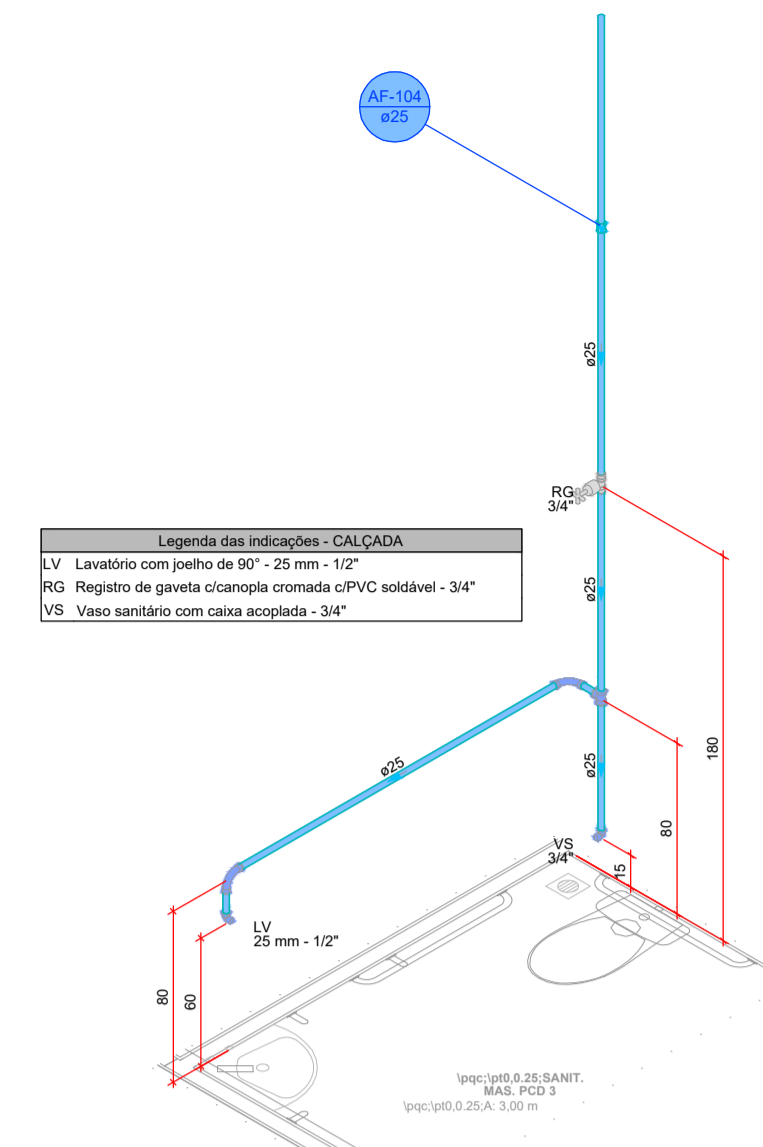 AF-104
ø25
ø25
RG
3/4"
Legenda das indicações - CALÇADA
LV Lavatório com joelho de 90° - 25 mm - 1/2"
RG Registro de gaveta c/canopla cromada c/PVC soldável - 3/4"
VS Vaso sanitário com caixa acoplada - 3/4"
ø25
180
ø25
ø25
80
VS
3/4"
15
LV
25 mm - 1/2"
80
60
\pqc;\pt0,0.25;SANIT.
MAS. PCD 3
\pqc;\pt0,0.25;A: 3,00 m